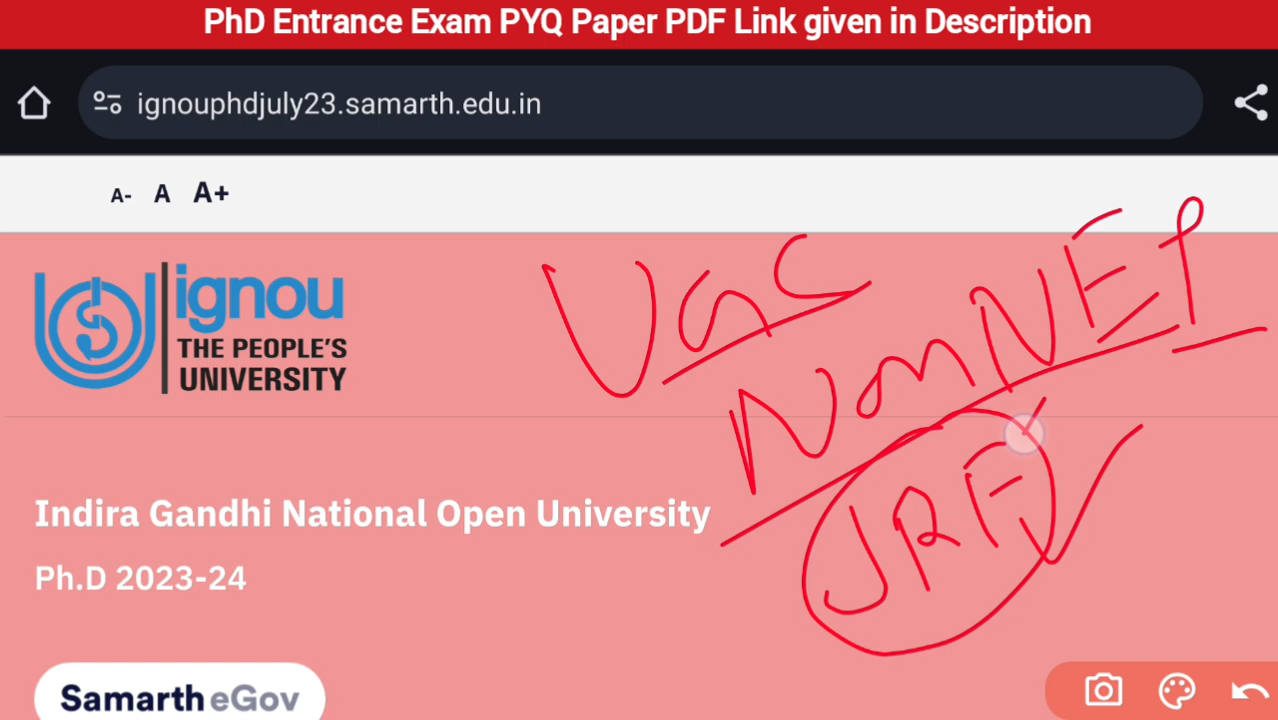 PhD Entrance Exam PYQ Paper PDF Link given in Description
ignouphdjuly23.samarth.edu.in
A- A A+
ignou
THE PEOPLE'S
UNIVERSITY
UGC
Non NET
JRF
Indira Gandhi National Open University
Ph.D 2023-24
Samarth eGov